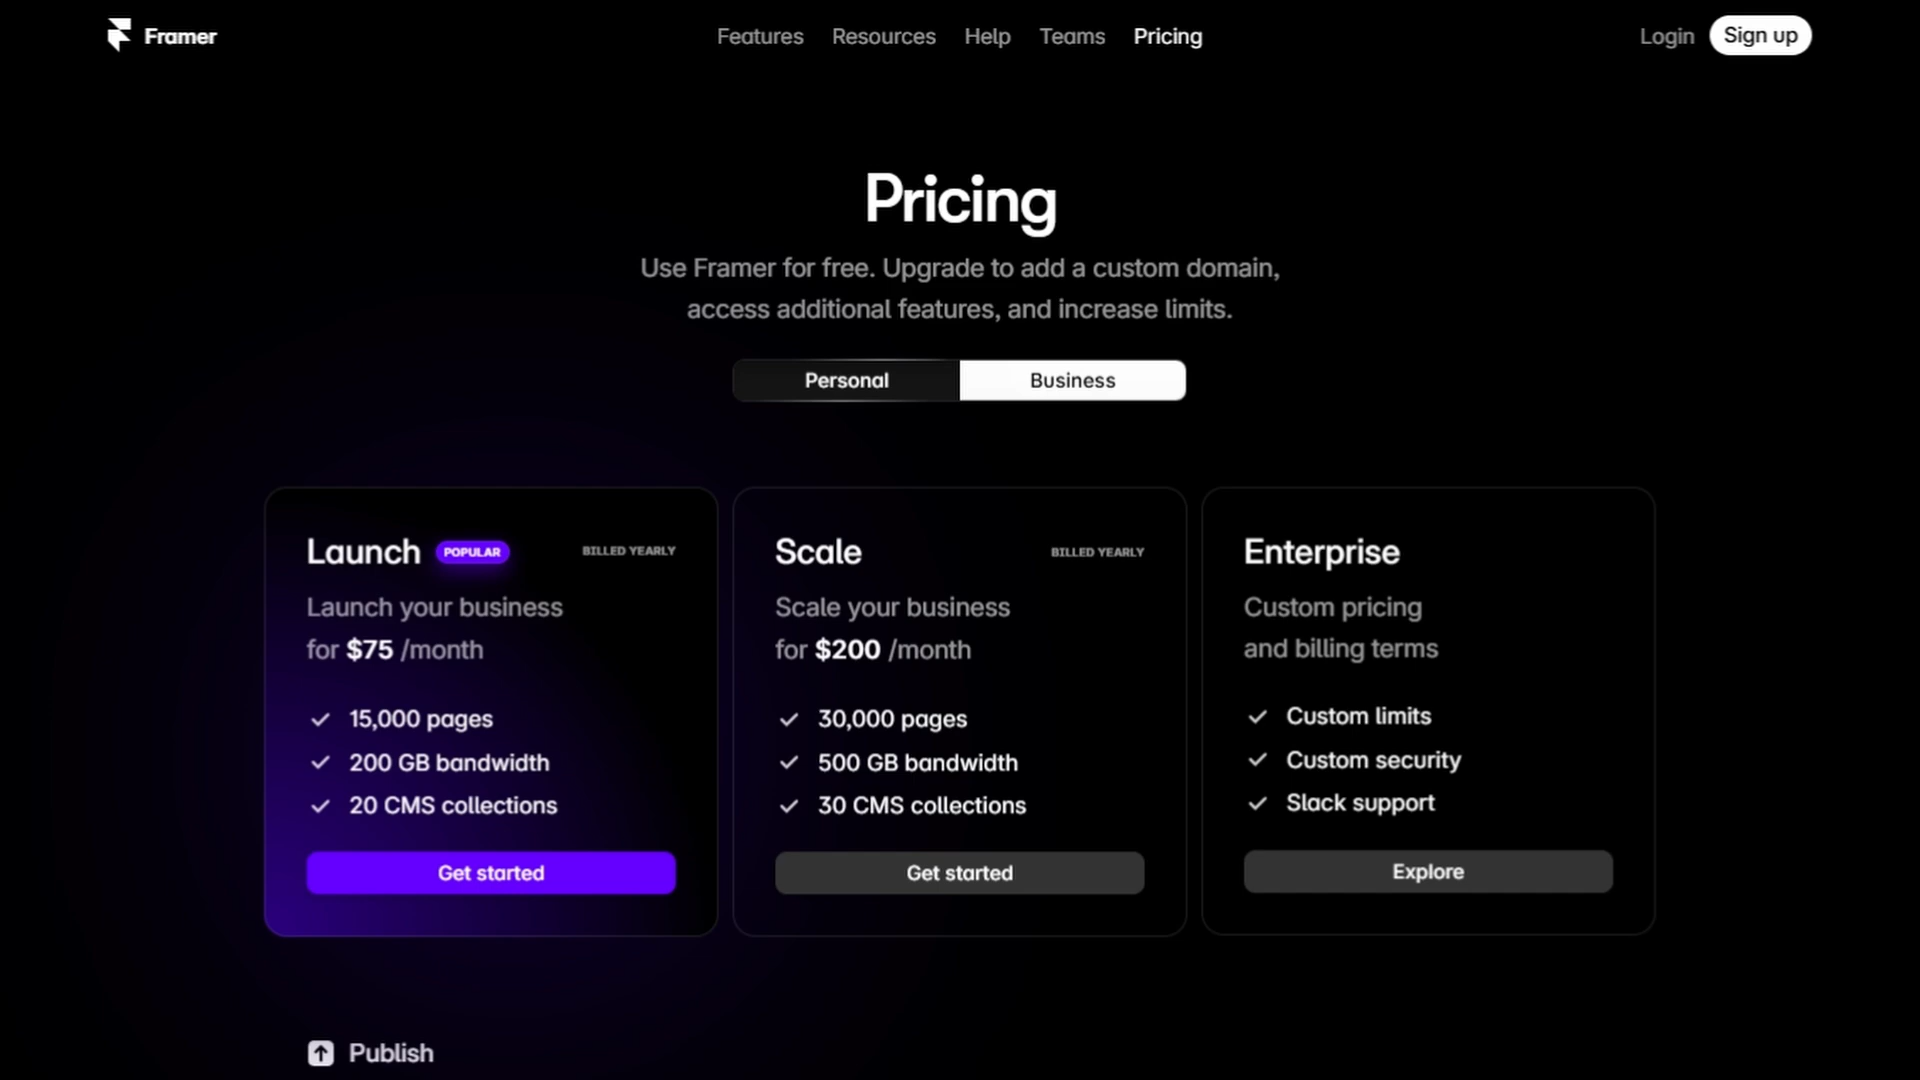 Framer
Features Resources Help Teams Pricing
Login Sign up
Pricing
Use Framer for free. Upgrade to add a custom domain,
access additional features, and increase limits.
Personal Business
Launch POPULAR BILLED YEARLY
Launch your business
for $75 /month
15,000 pages
200 GB bandwidth
20 CMS collections
Get started
Scale BILLED YEARLY
Scale your business
for $200 /month
30,000 pages
500 GB bandwidth
30 CMS collections
Get started
Enterprise
Custom pricing
and billing terms
Custom limits
Custom security
Slack support
Explore
Publish